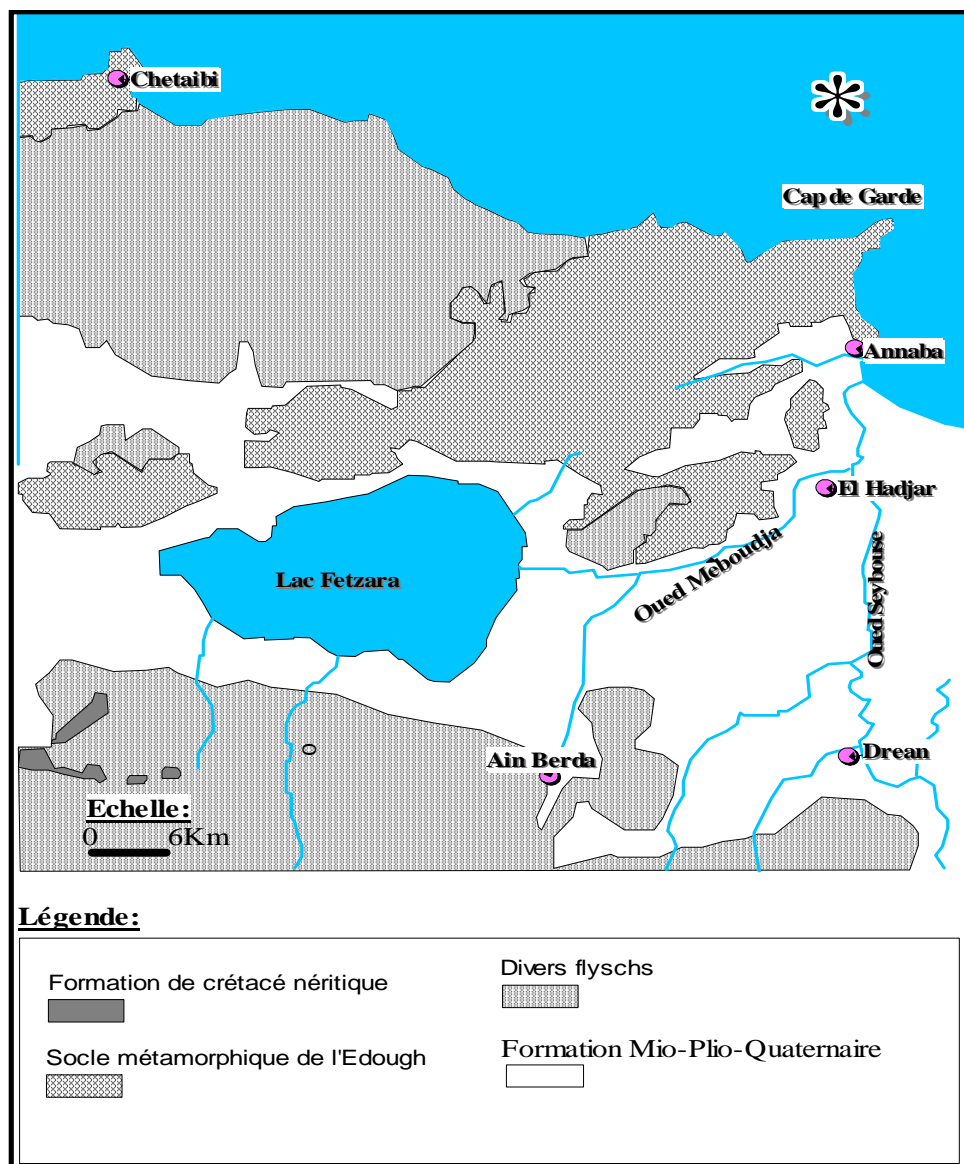 Chetaibi
Cap de Garde
Annaba
El Hadjar
Lac Fetzara
Oued Meboudja
Oued Seybouse
Ain Berda
Drean
Echelle:
0 6Km
Légende:
Formation de crétacé néritique
Divers flyschs
Socle métamorphique de l'Edough
Formation Mio-Plio-Quaternaire